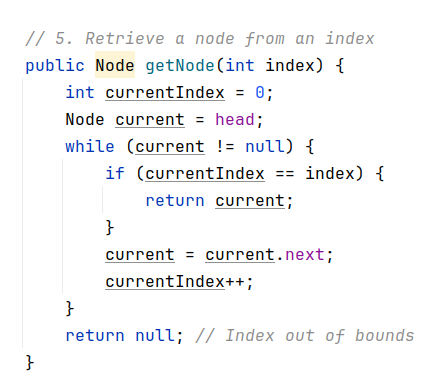 // 5. Retrieve a node from an index
public Node getNode(int index) {
    int currentIndex = 0;
    Node current = head;
    while (current != null) {
        if (currentIndex == index) {
            return current;
        }
        current = current.next;
        currentIndex++;
    }
    return null; // Index out of bounds
}